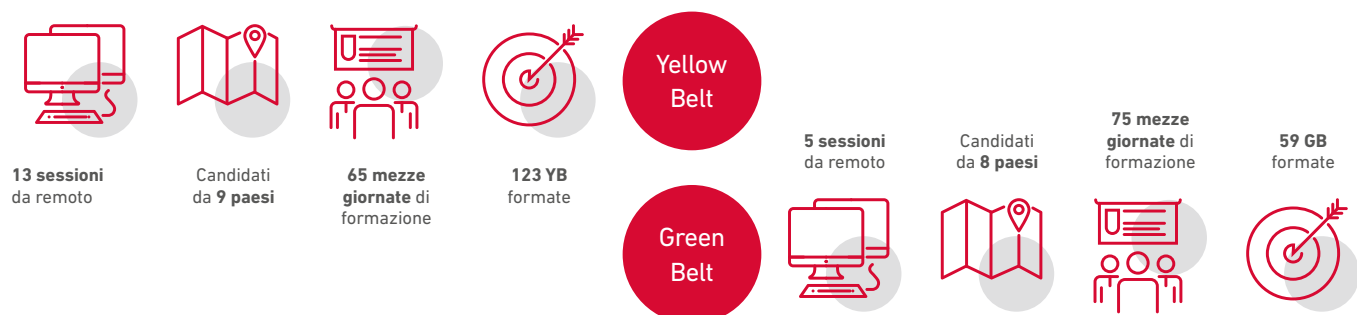 13 sessioni
da remoto
Candidati
da 9 paesi
65 mezze
giornate di
formazione
123 YB
formate
Yellow
Belt
Green
Belt
5 sessioni
da remoto
Candidati
da 8 paesi
75 mezze
giornate di
formazione
59 GB
formate